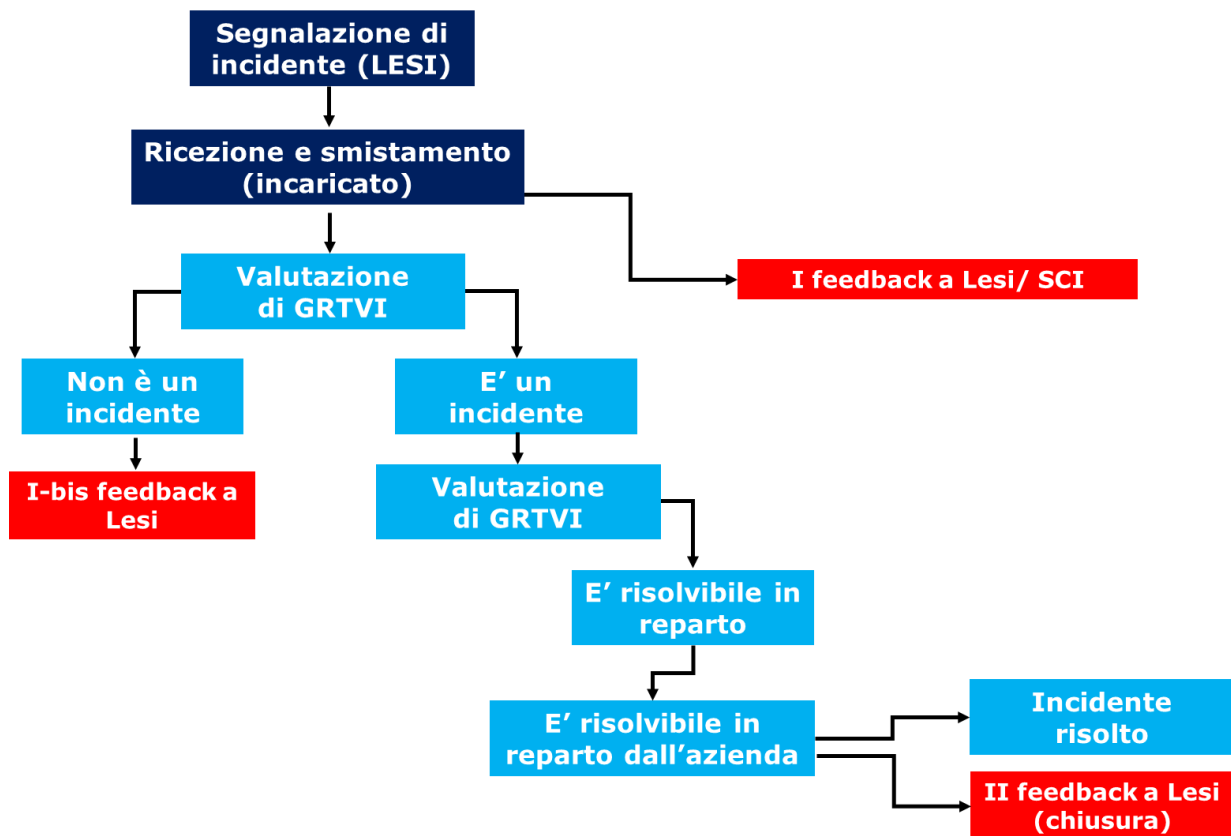 Segnalazione di
incidente (LESI)
Ricezione e smistamento
(incaricato)
Valutazione
di GRTVI
I feedback a Lesi/ SCI
Non è un
incidente
E’ un
incidente
I-bis feedback a
Lesi
Valutazione
di GRTVI
E’ risolvibile in
reparto
E’ risolvibile in
reparto dall’azienda
Incidente
risolto
II feedback a Lesi
(chiusura)